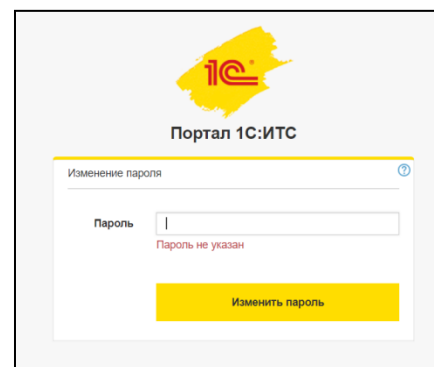 1С
Портал 1С:ИТС
Изменение пароля
?
Пароль
Пароль не указан
Изменить пароль